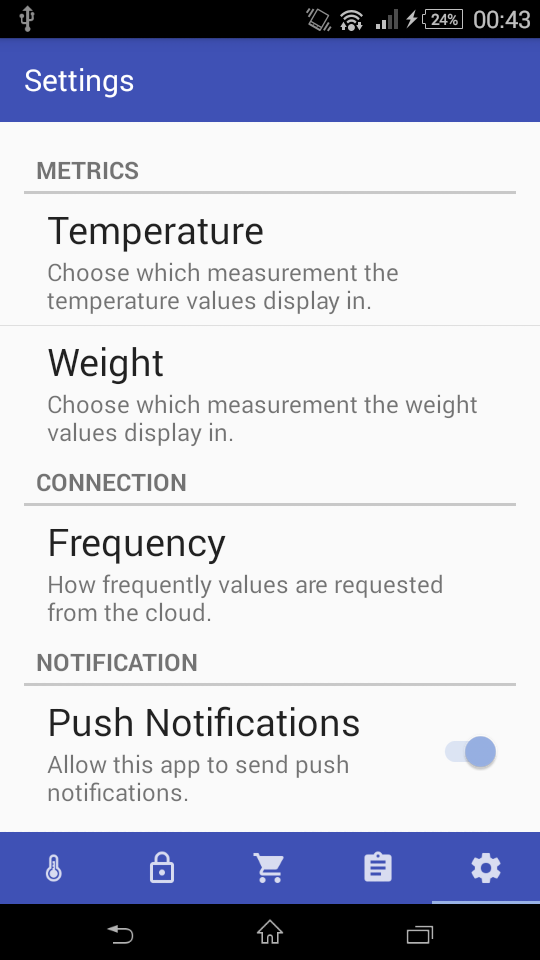 24% 00:43
Settings
METRICS
Temperature
Choose which measurement the
temperature values display in.
Weight
Choose which measurement the weight
values display in.
CONNECTION
Frequency
How frequently values are requested
from the cloud.
NOTIFICATION
Push Notifications
Allow this app to send push
notifications.